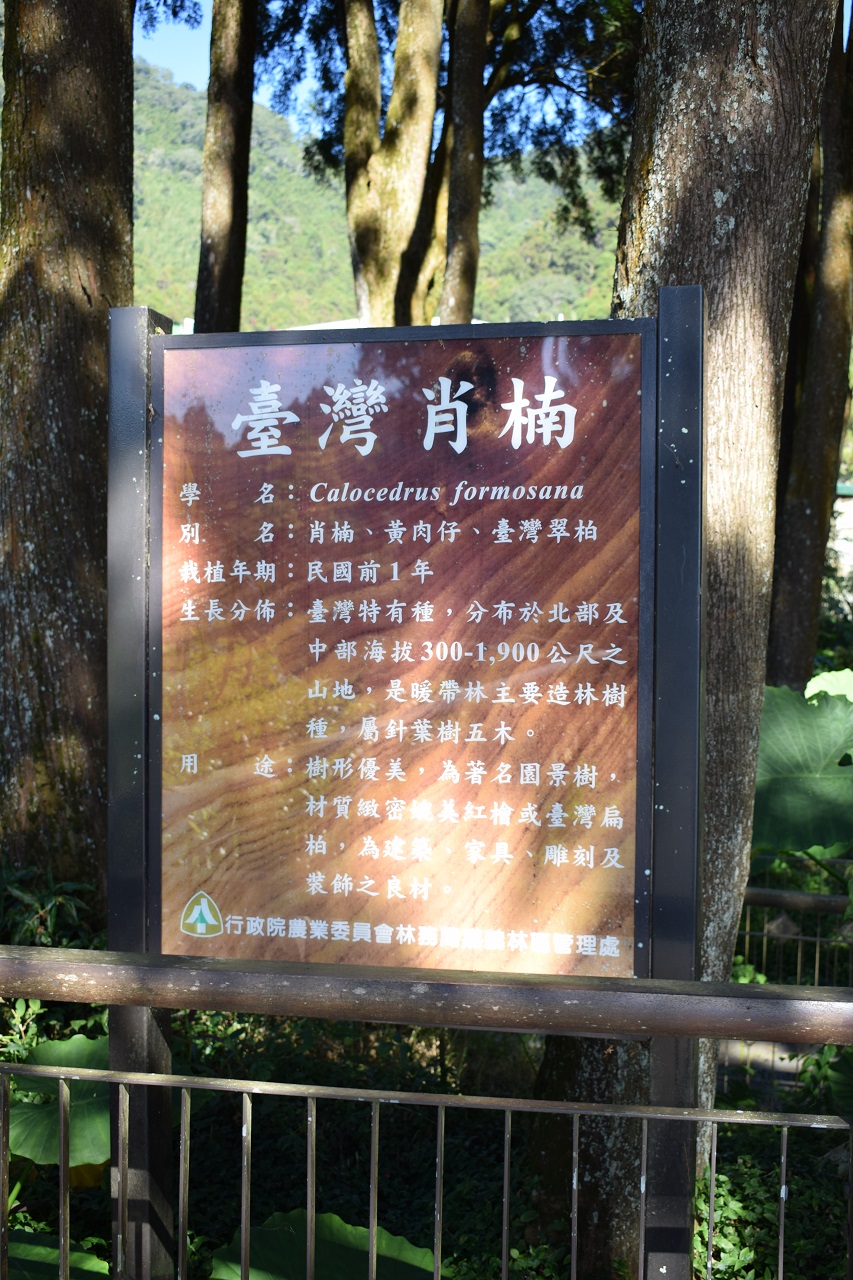 臺灣肖楠
學名：Calocedrus formosana
別名：肖楠、黃肉仔、臺灣翠柏
栽植年期：民國前1年
生長分佈：臺灣特有種，分布於北部及
中部海拔300-1,900公尺之
山地，是暖帶林主要造林樹
種，屬針葉樹五木。
用途：樹形優美，為著名園景樹，
材質緻密媲美紅檜或臺灣扁
柏，為建築、家具、雕刻及
裝飾之良材。
行政院農業委員會林務局林區管理處